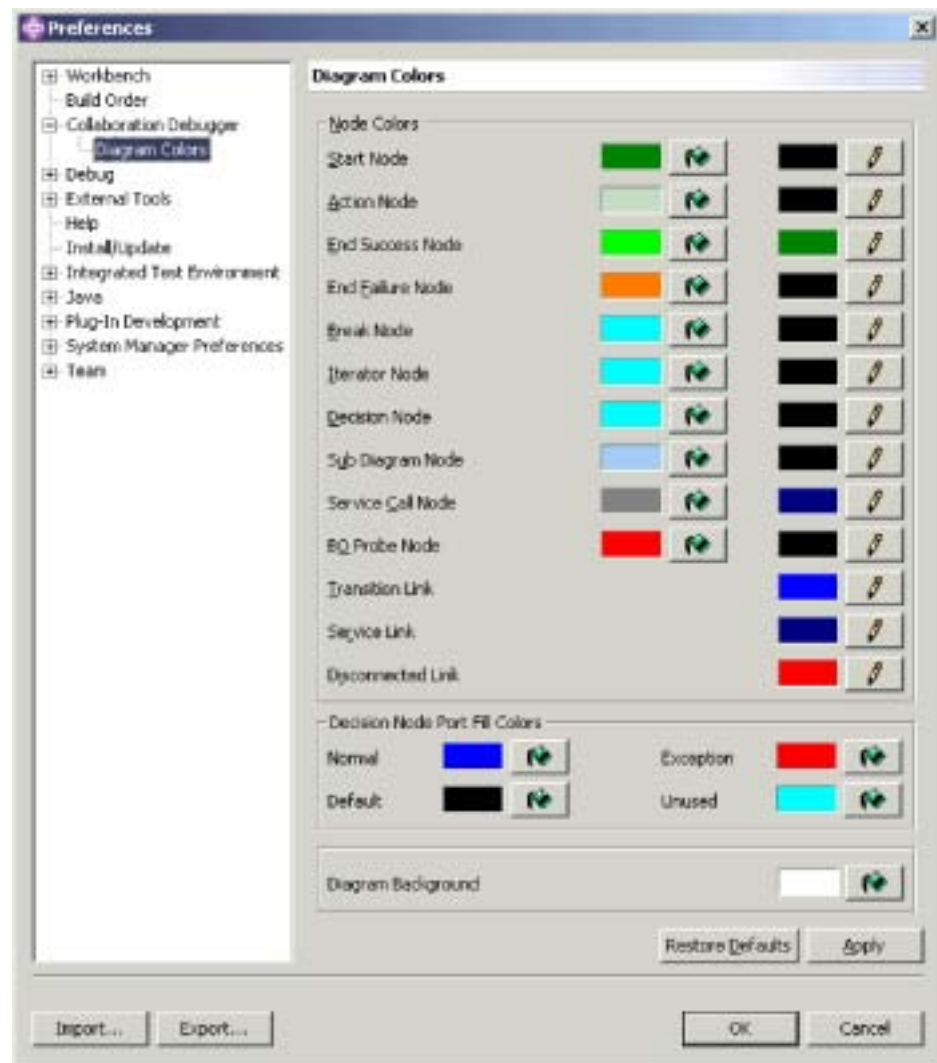 Preferences
Workbench
Build Order
Collaboration Debugger
Diagram Colors
Debug
External Tools
Help
Install/Update
Integrated Test Environment
Java
Plug-In Development
System Manager Preferences
Team
Diagram Colors
Node Colors
Start Node
Action Node
End Success Node
End Failure Node
Break Node
Iterator Node
Decision Node
Sub Diagram Node
Service Call Node
BO Probe Node
Transition Link
Service Link
Disconnected Link
Decision Node Port Fill Colors
Normal
Exception
Default
Unused
Diagram Background
Restore Defaults
Apply
Import...
Export...
OK
Cancel